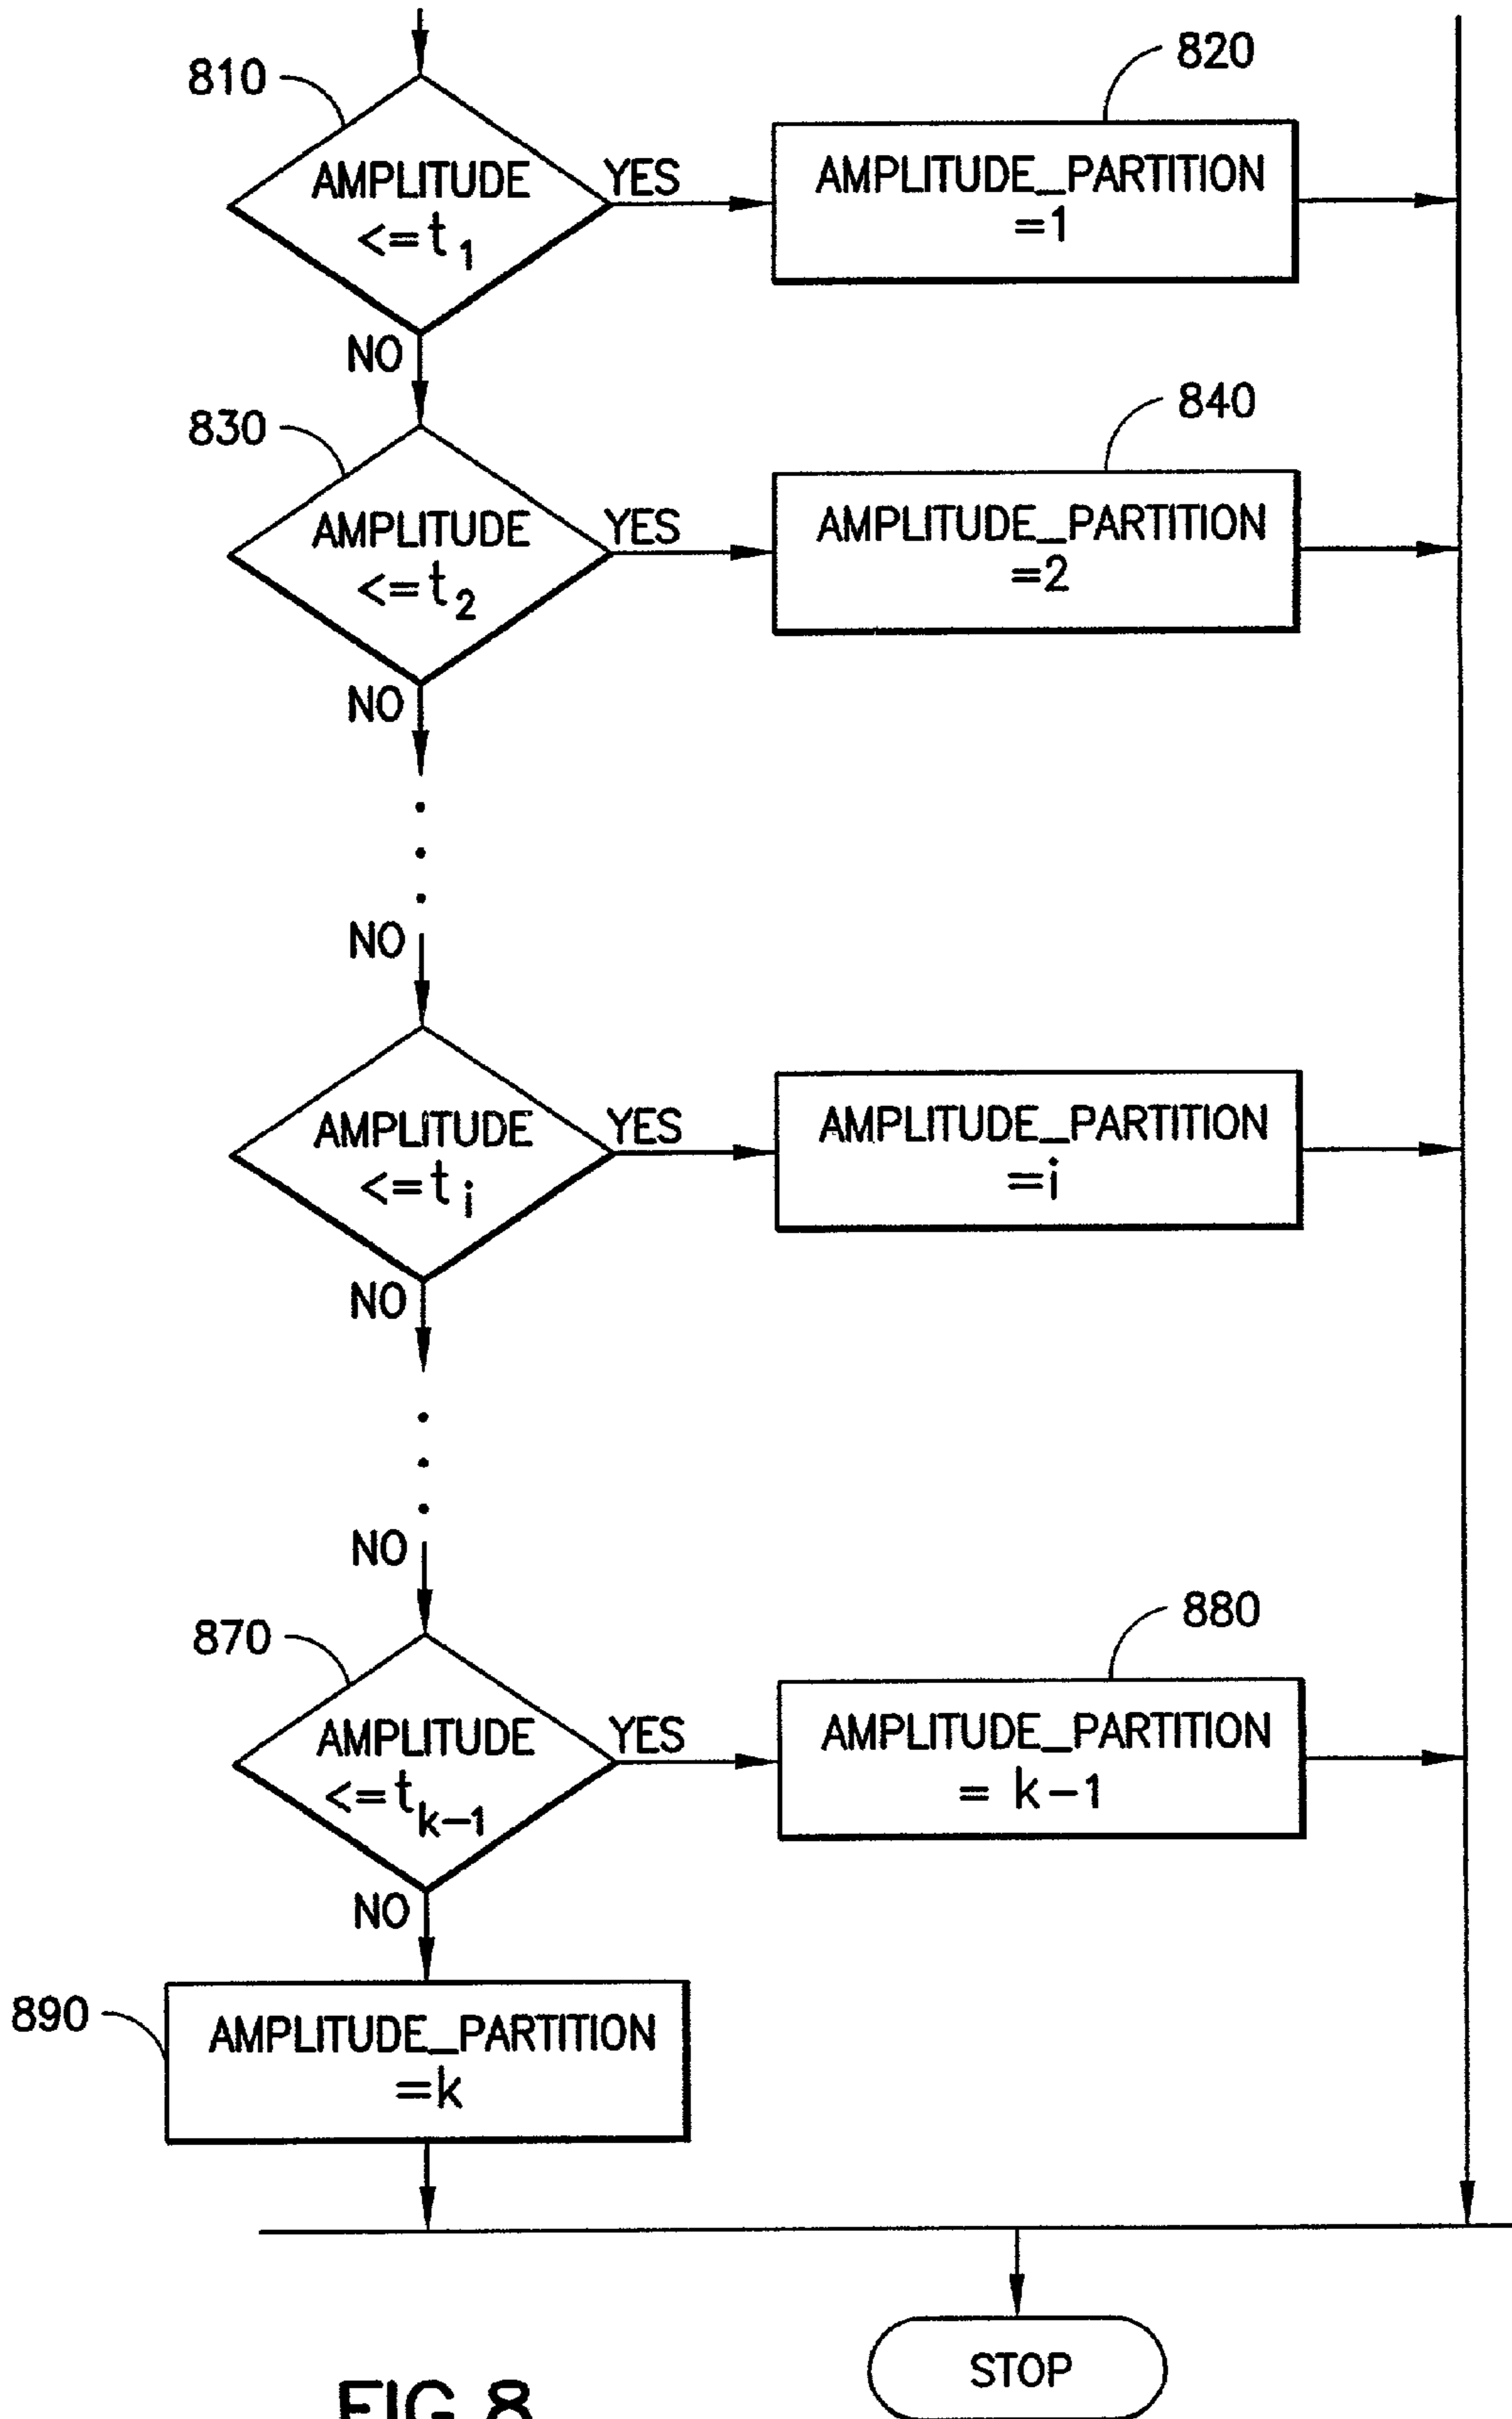 810
820
AMPLITUDE
<=t₁
YES
AMPLITUDE_PARTITION
=1
NO
830
840
AMPLITUDE
<=t₂
YES
AMPLITUDE_PARTITION
=2
NO
NO
AMPLITUDE
<=tᵢ
YES
AMPLITUDE_PARTITION
=i
NO
NO
870
880
AMPLITUDE
<=tₖ₋₁
YES
AMPLITUDE_PARTITION
= k-1
NO
890
AMPLITUDE_PARTITION
=k
STOP
FIG.8